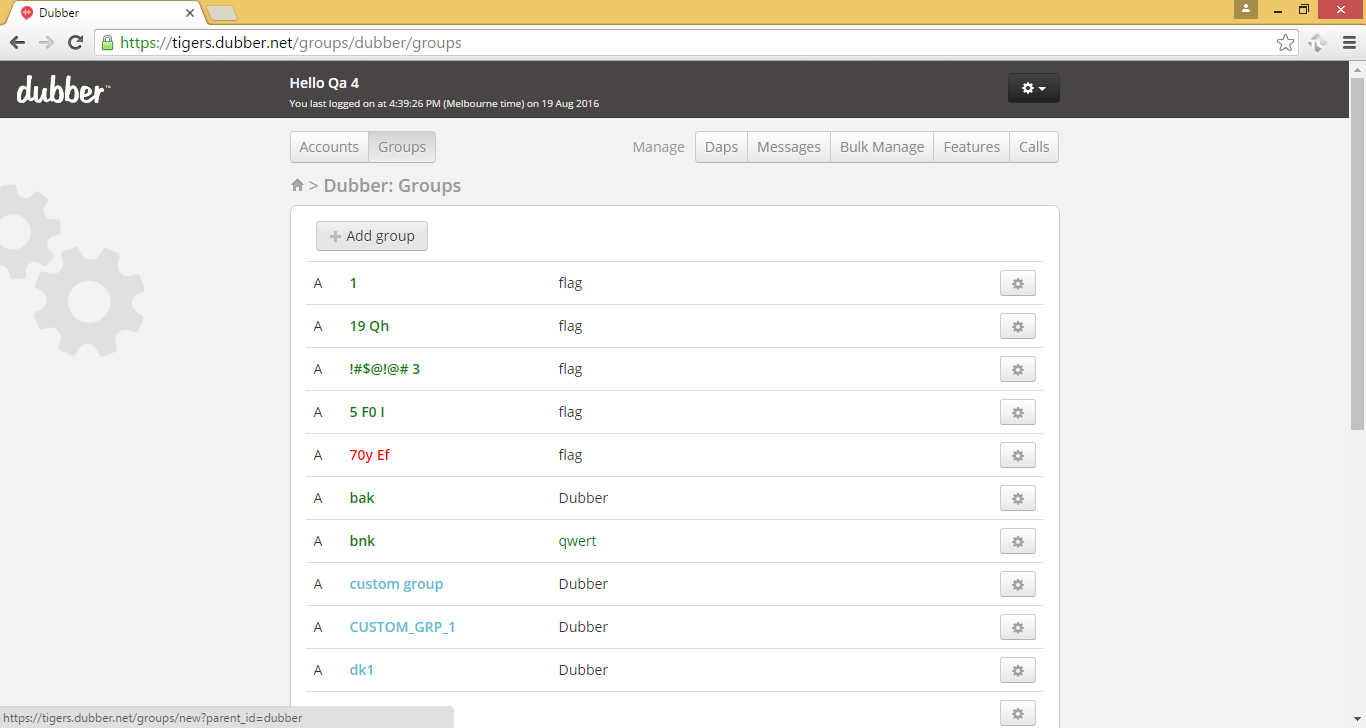 Dubber
https://tigers.dubber.net/groups/dubber/groups
dubber™
Hello Qa 4
You last logged on at 4:39:26 PM (Melbourne time) on 19 Aug 2016
Accounts Groups Manage Daps Messages Bulk Manage Features Calls
> Dubber: Groups
+ Add group
A 1 flag
A 19 Qh flag
A !#$@!@# 3 flag
A 5 F0 I flag
A 70y Ef flag
A bak Dubber
A bnk qwert
A custom group Dubber
A CUSTOM_GRP_1 Dubber
A dk1 Dubber
https://tigers.dubber.net/groups/new?parent_id=dubber